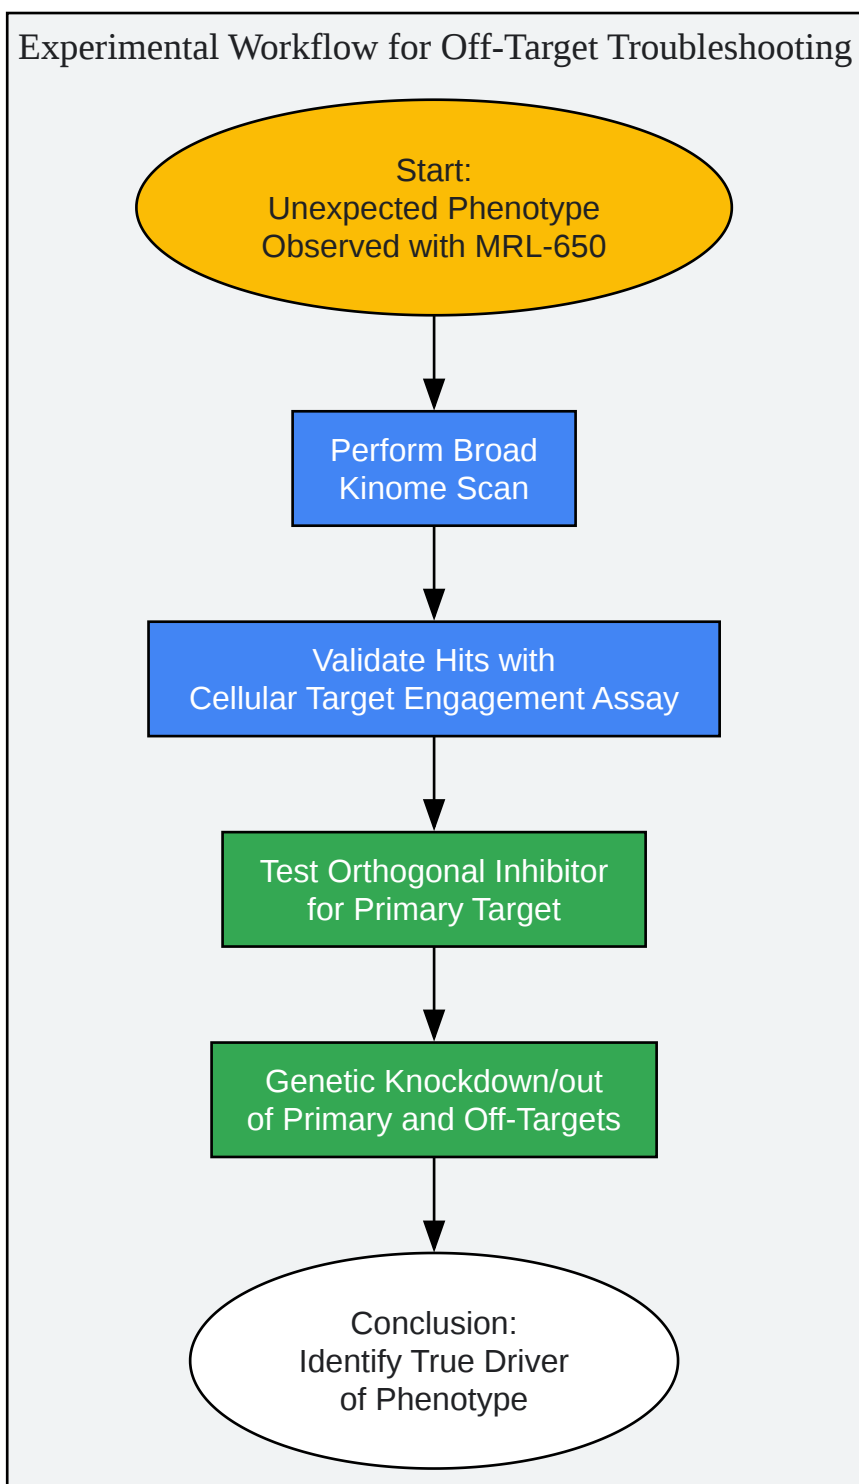 Experimental Workflow for Off-Target Troubleshooting
Start:
Unexpected Phenotype
Observed with MRL-650
Perform Broad
Kinome Scan
Validate Hits with
Cellular Target Engagement Assay
Test Orthogonal Inhibitor
for Primary Target
Genetic Knockdown/out
of Primary and Off-Targets
Conclusion:
Identify True Driver
of Phenotype